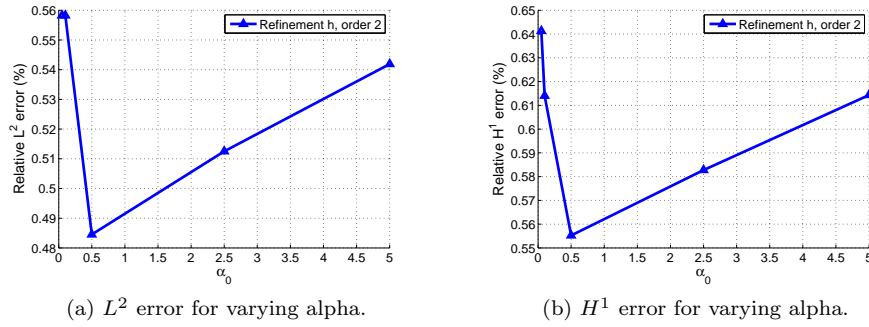 Refinement h, order 2
Relative L² error (%)
0.56
0.55
0.54
0.53
0.52
0.51
0.5
0.49
0.48
0 0.5 1 1.5 2 2.5 3 3.5 4 4.5 5
α₀
(a) L² error for varying alpha.
Refinement h, order 2
Relative H¹ error (%)
0.65
0.64
0.63
0.62
0.61
0.6
0.59
0.58
0.57
0.56
0.55
0 0.5 1 1.5 2 2.5 3 3.5 4 4.5 5
α₀
(b) H¹ error for varying alpha.